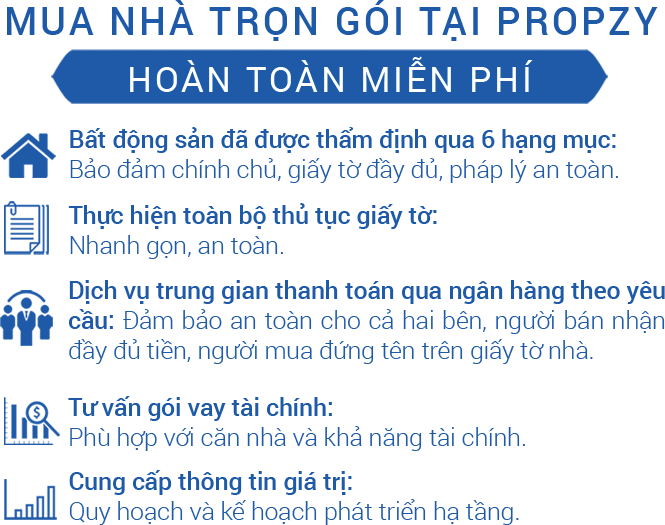 MUA NHÀ TRỌN GÓI TẠI PROPZY
HOÀN TOÀN MIỄN PHÍ
Bất động sản đã được thẩm định qua 6 hạng mục:
Bảo đảm chính chủ, giấy tờ đầy đủ, pháp lý an toàn.
Thực hiện toàn bộ thủ tục giấy tờ:
Nhanh gọn, an toàn.
Dịch vụ trung gian thanh toán qua ngân hàng theo yêu
cầu: Đảm bảo an toàn cho cả hai bên, người bán nhận
đầy đủ tiền, người mua đứng tên trên giấy tờ nhà.
Tư vấn gói vay tài chính:
Phù hợp với căn nhà và khả năng tài chính.
Cung cấp thông tin giá trị:
Quy hoạch và kế hoạch phát triển hạ tầng.